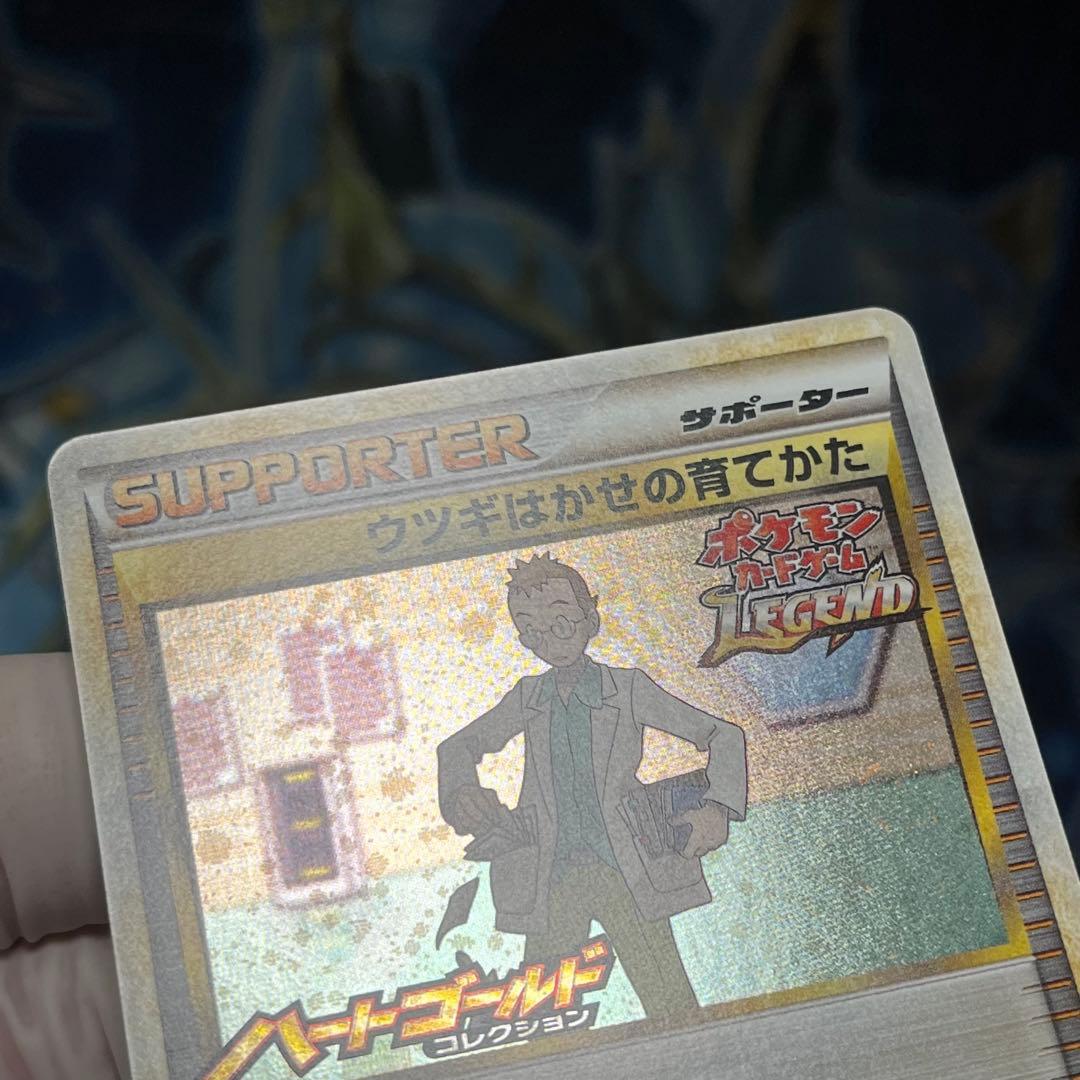 SUPPORTER
サポーター
ウツギはかせの育てかた
ポケモン
カードゲーム™
LEGEND
ハートゴールド
コレクション